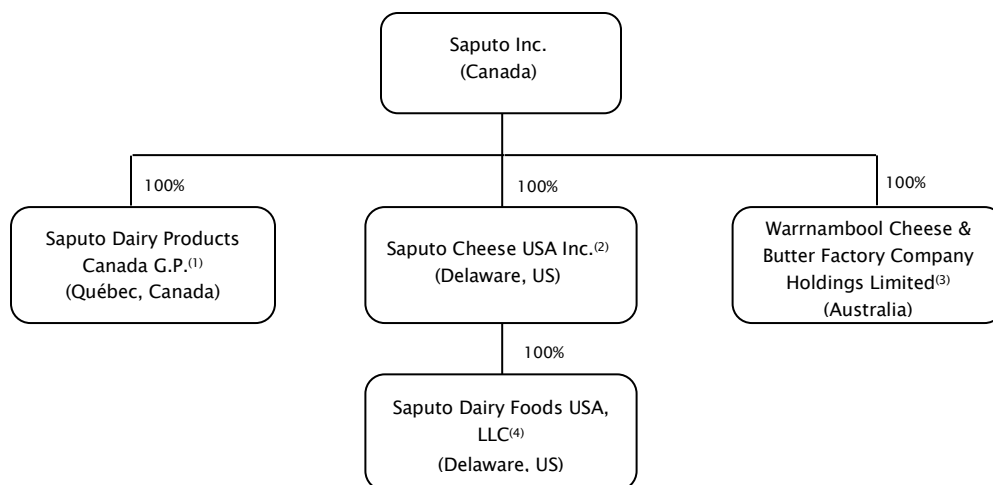 Saputo Inc.
(Canada)
100%
100%
100%
Saputo Dairy Products
Canada G.P.(1)
(Québec, Canada)
Saputo Cheese USA Inc.(2)
(Delaware, US)
Warrnambool Cheese &
Butter Factory Company
Holdings Limited(3)
(Australia)
100%
Saputo Dairy Foods USA,
LLC(4)
(Delaware, US)